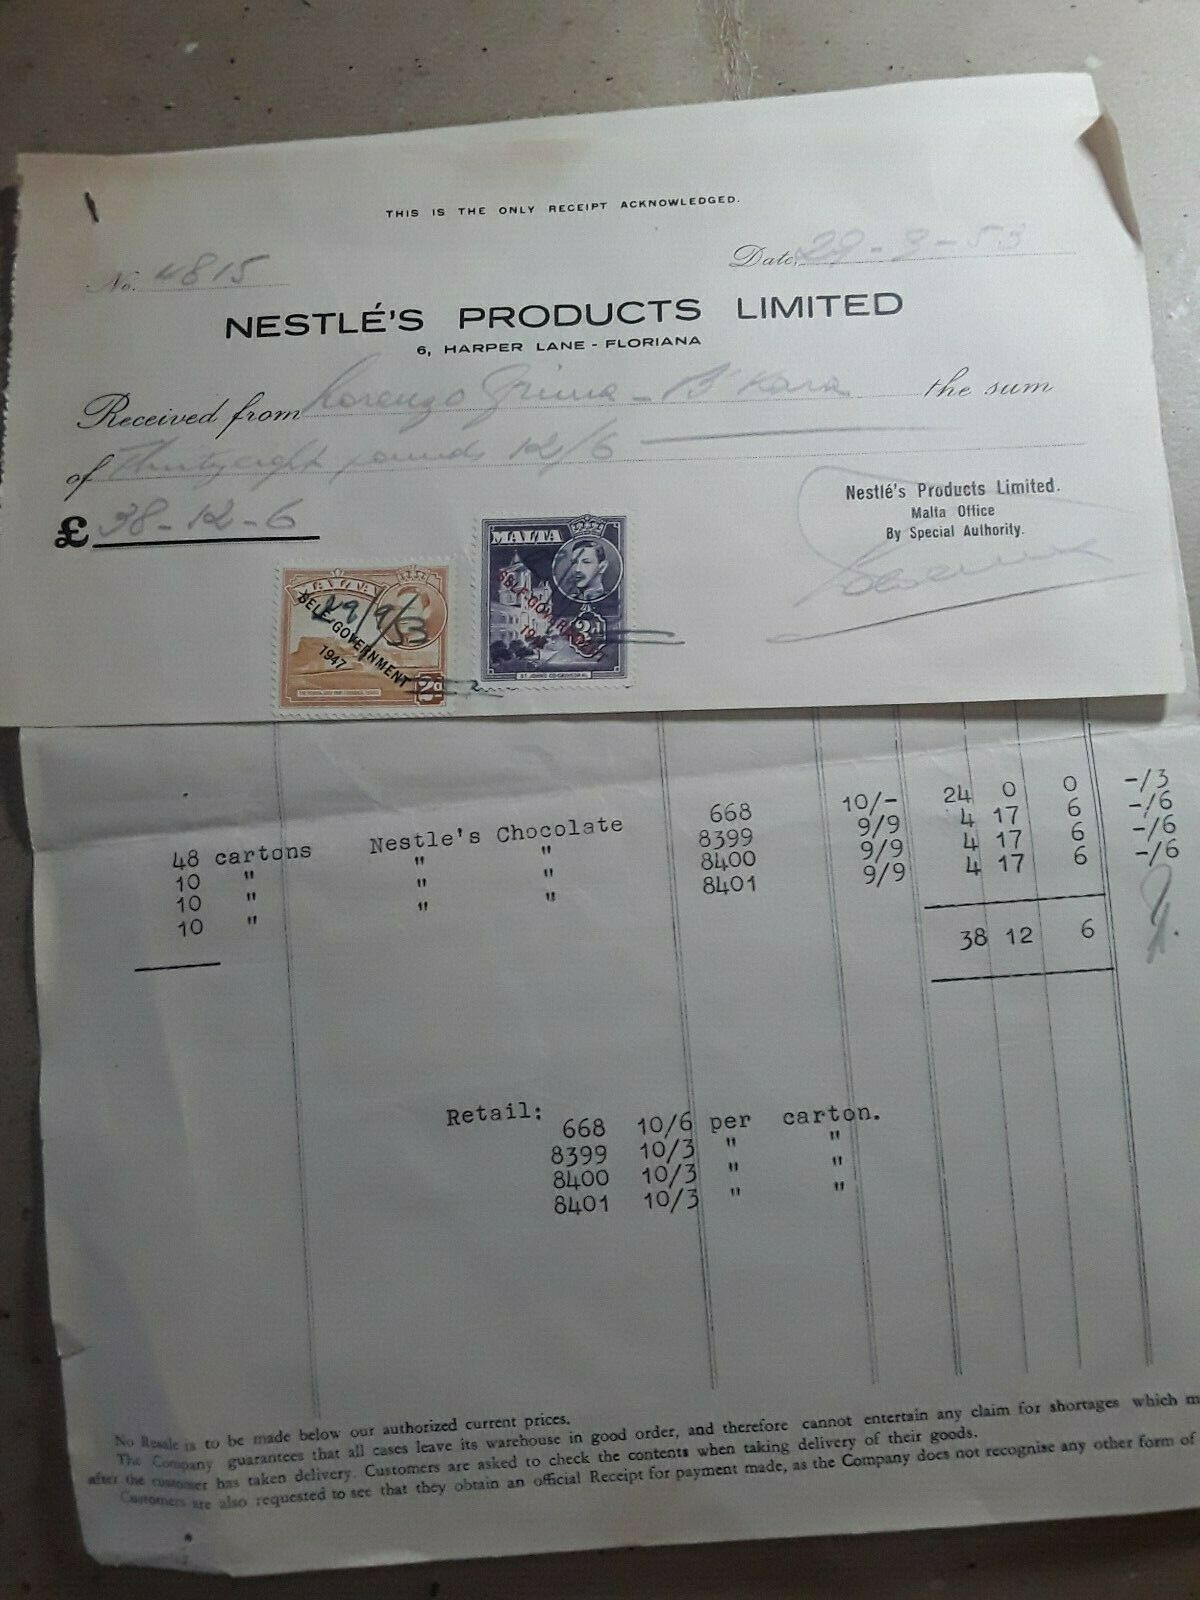 THIS IS THE ONLY RECEIPT ACKNOWLEDGED.
No. 4815 Date 29-9-53
NESTLÉ'S PRODUCTS LIMITED
6, HARPER LANE - FLORIANA
Received from Lorenzo Grima - B'Kara the sum
of Thirtyeight pounds 12/6
£ 38-12-6
Nestlé's Products Limited.
Malta Office
By Special Authority.
MALTA
SELF-GOVERNMENT
1947
29/9/53
2d
MALTA
SELF-GOVERNMENT
1947
3d
ST. JOHN'S CO-CATHEDRAL
48 cartons Nestle's Chocolate 668 10/- 24 0 0 -/3
10 " " " 8399 9/9 4 17 6 -/6
10 " " " 8400 9/9 4 17 6 -/6
10 " " " 8401 9/9 4 17 6 -/6
38 12 6
Retail:
668 10/6 per carton.
8399 10/3 " "
8400 10/3 " "
8401 10/3 " "
No Resale is to be made below our authorized current prices.
The Company guarantees that all cases leave its warehouse in good order, and therefore cannot entertain any claim for shortages which
after the customer has taken delivery. Customers are asked to check the contents when taking delivery of their goods.
Customers are also requested to see that they obtain an official Receipt for payment made, as the Company does not recognise any other form of